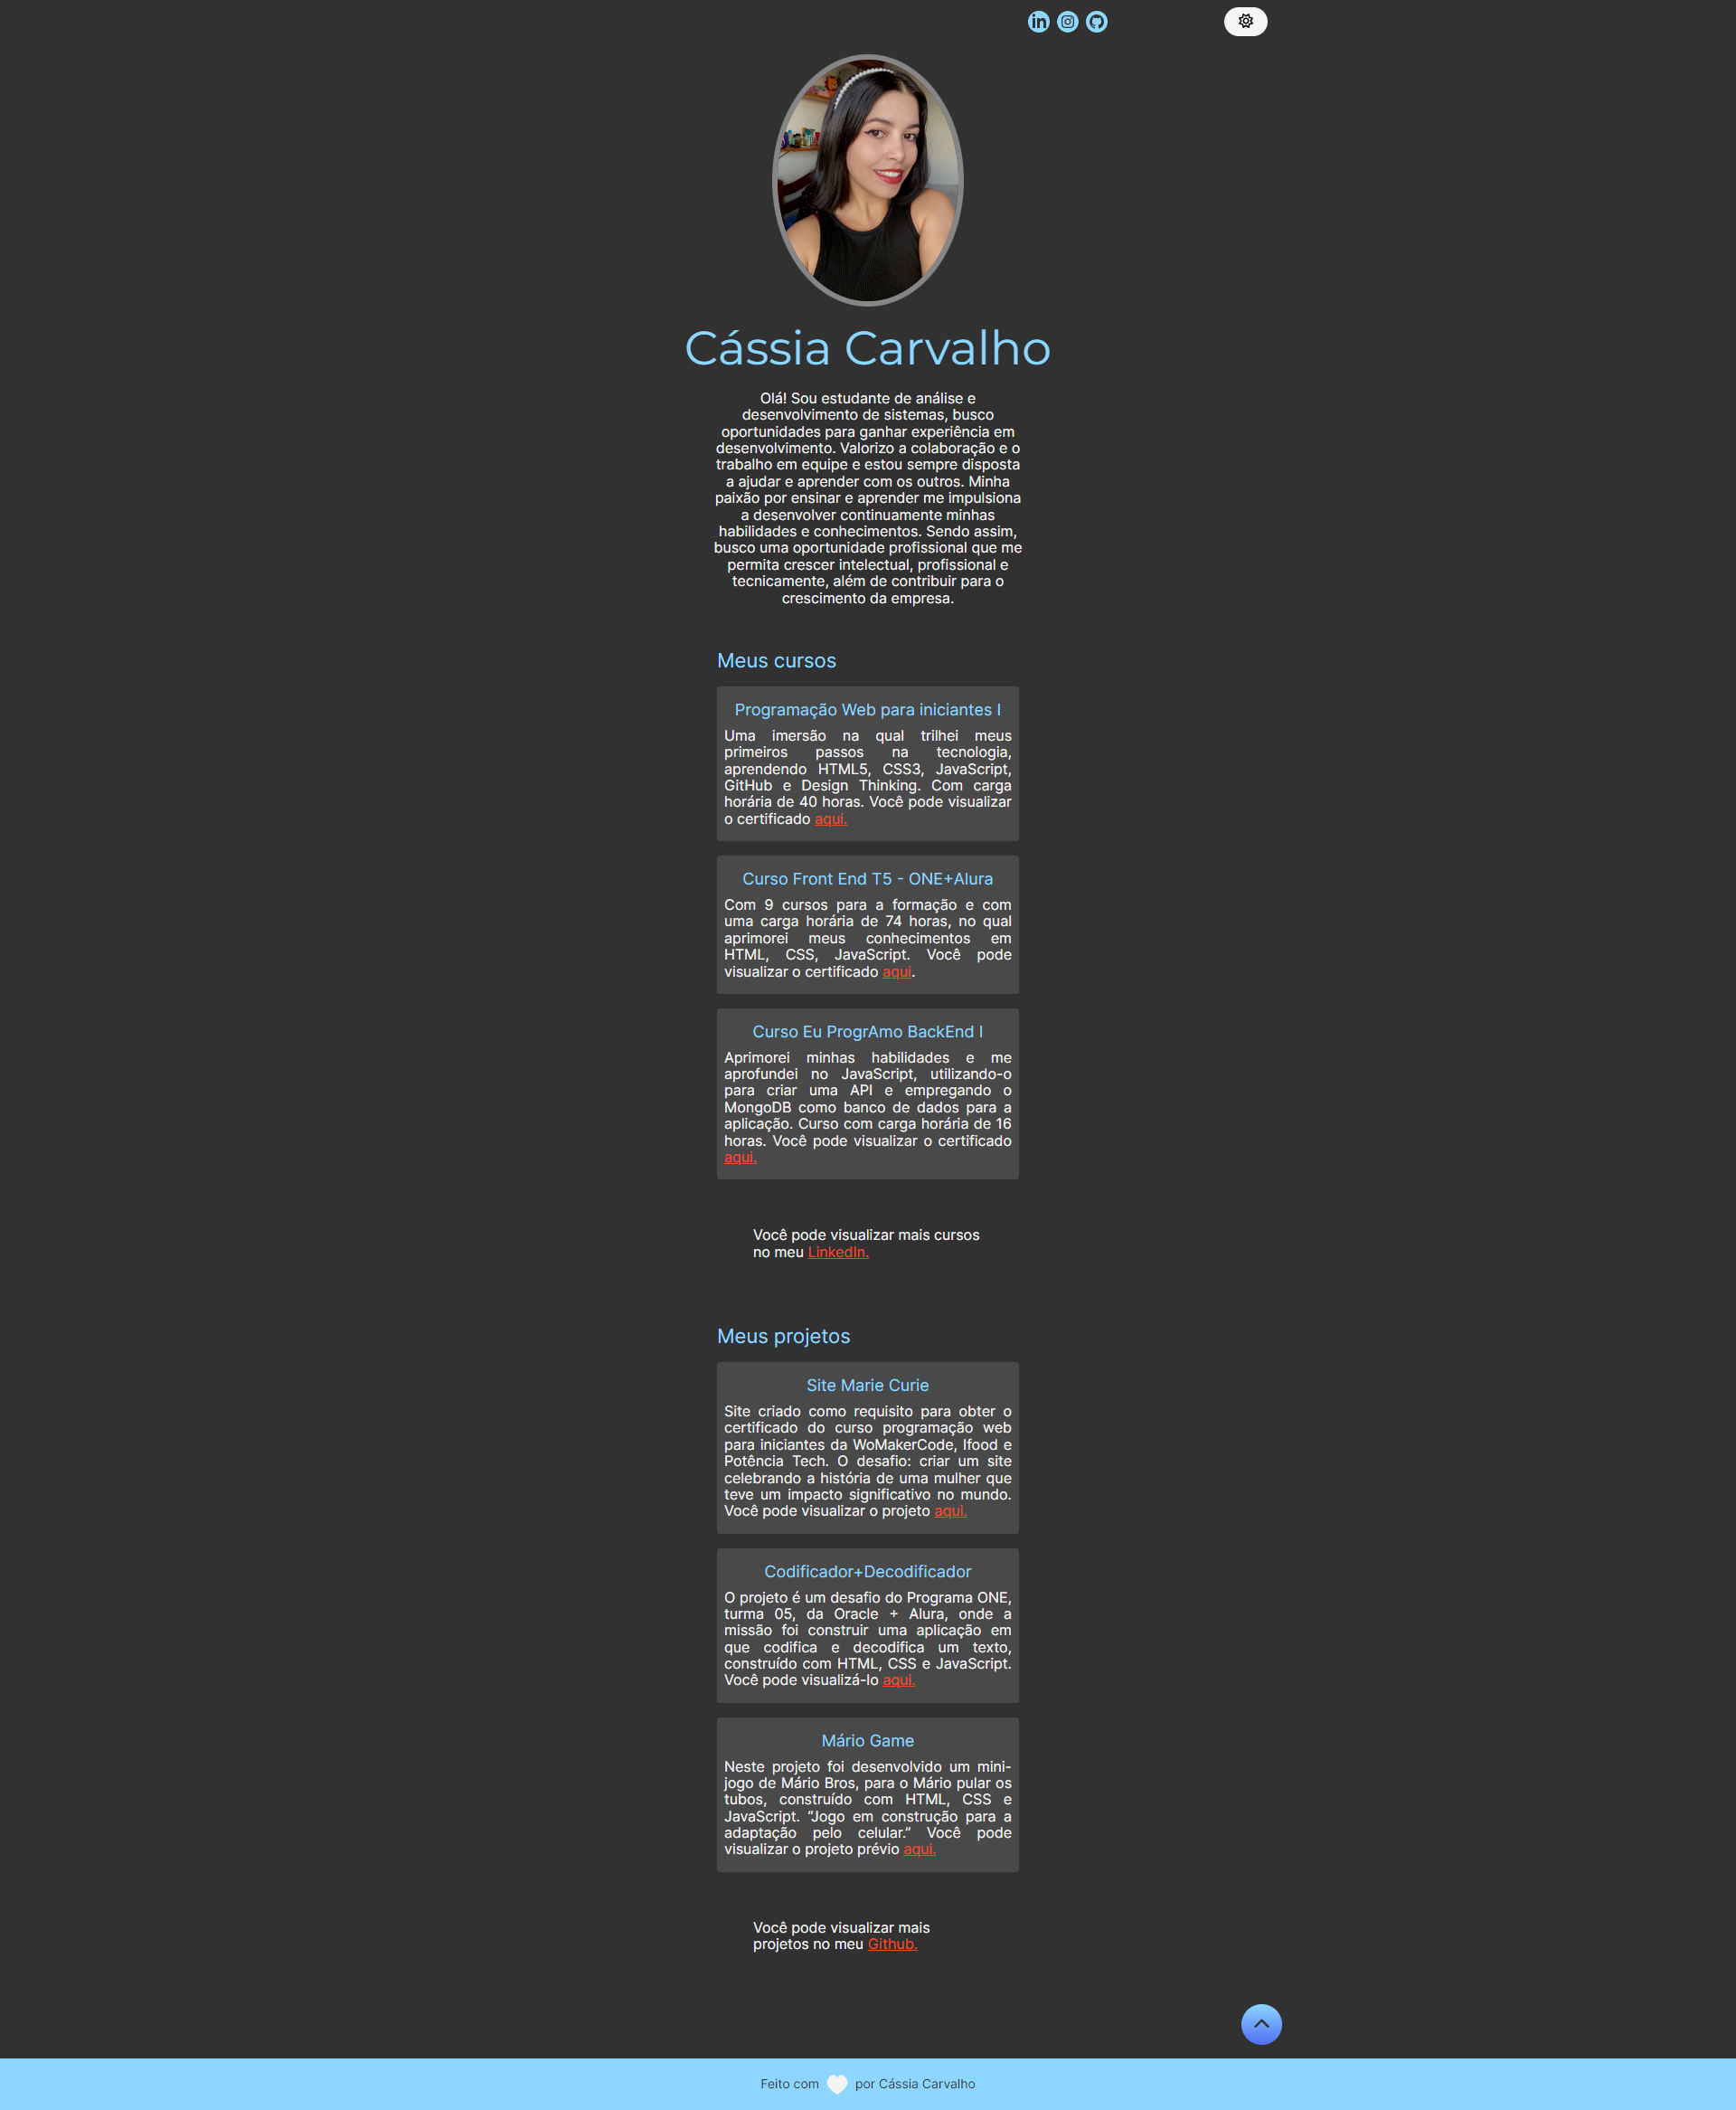 Cássia Carvalho
Olá! Sou estudante de análise e
desenvolvimento de sistemas, busco
oportunidades para ganhar experiência em
desenvolvimento. Valorizo a colaboração e o
trabalho em equipe e estou sempre disposta
a ajudar e aprender com os outros. Minha
paixão por ensinar e aprender me impulsiona
a desenvolver continuamente minhas
habilidades e conhecimentos. Sendo assim,
busco uma oportunidade profissional que me
permita crescer intelectual, profissional e
tecnicamente, além de contribuir para o
crescimento da empresa.
Meus cursos
Programação Web para iniciantes I
Uma imersão na qual trilhei meus
primeiros passos na tecnologia,
aprendendo HTML5, CSS3, JavaScript,
GitHub e Design Thinking. Com carga
horária de 40 horas. Você pode visualizar
o certificado aqui.
Curso Front End T5 - ONE+Alura
Com 9 cursos para a formação e com
uma carga horária de 74 horas, no qual
aprimorei meus conhecimentos em
HTML, CSS, JavaScript. Você pode
visualizar o certificado aqui.
Curso Eu ProgrAmo BackEnd I
Aprimorei minhas habilidades e me
aprofundei no JavaScript, utilizando-o
para criar uma API e empregando o
MongoDB como banco de dados para a
aplicação. Curso com carga horária de 16
horas. Você pode visualizar o certificado
aqui.
Você pode visualizar mais cursos
no meu LinkedIn.
Meus projetos
Site Marie Curie
Site criado como requisito para obter o
certificado do curso programação web
para iniciantes da WoMakerCode, Ifood e
Potência Tech. O desafio: criar um site
celebrando a história de uma mulher que
teve um impacto significativo no mundo.
Você pode visualizar o projeto aqui.
Codificador+Decodificador
O projeto é um desafio do Programa ONE,
turma 05, da Oracle + Alura, onde a
missão foi construir uma aplicação em
que codifica e decodifica um texto,
construído com HTML, CSS e JavaScript.
Você pode visualizá-lo aqui.
Mário Game
Neste projeto foi desenvolvido um mini-
jogo de Mário Bros, para o Mário pular os
tubos, construído com HTML, CSS e
JavaScript. “Jogo em construção para a
adaptação pelo celular.” Você pode
visualizar o projeto prévio aqui.
Você pode visualizar mais
projetos no meu Github.
Feito com por Cássia Carvalho